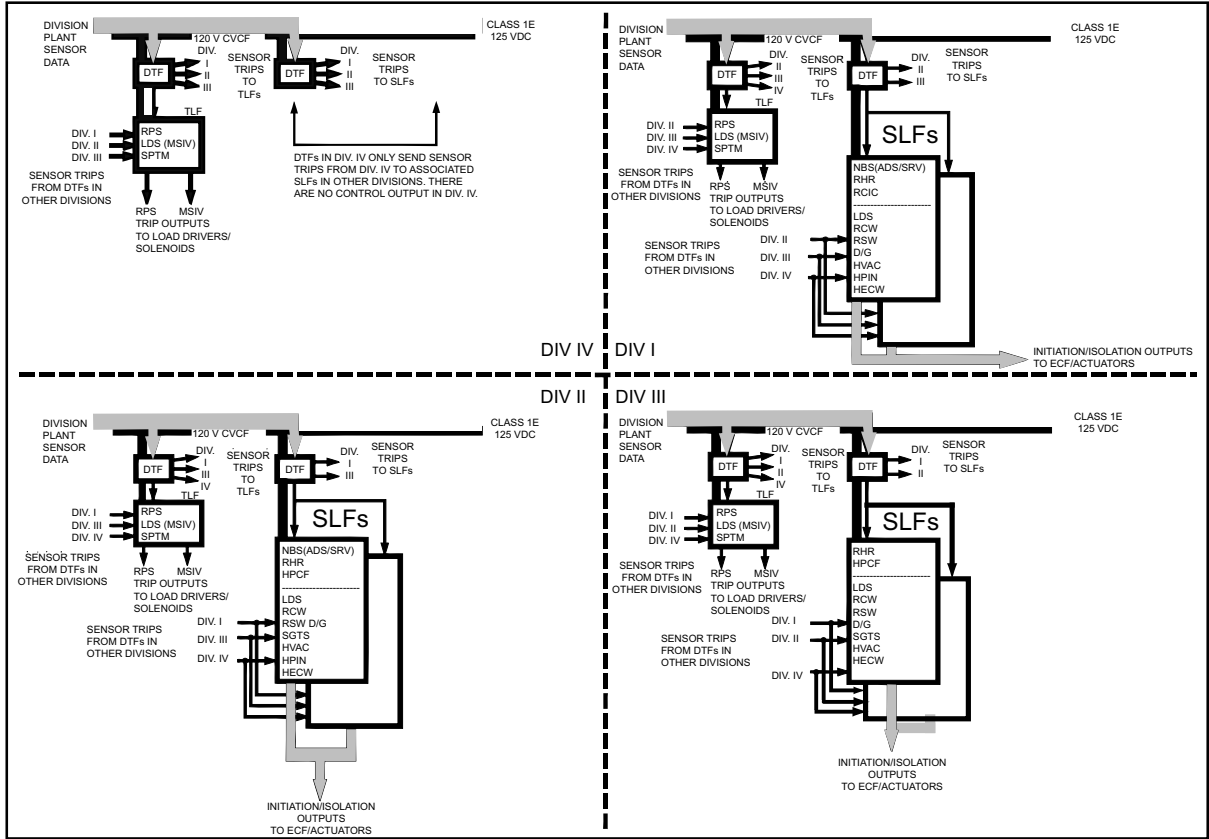 DIVISION
PLANT
SENSOR
DATA
120 V CVCF
CLASS 1E
125 VDC
DTF
DIV.
I
II
III
SENSOR
TRIPS
TO
TLFs
DTF
DIV.
I
II
III
SENSOR
TRIPS
TO SLFs
TLF
DIV. I
DIV. II
DIV. III
RPS
LDS (MSIV)
SPTM
SENSOR TRIPS
FROM DTFs IN
OTHER DIVISIONS
RPS MSIV
TRIP OUTPUTS
TO LOAD DRIVERS/
SOLENOIDS
DTFs IN DIV. IV ONLY SEND SENSOR
TRIPS FROM DIV. IV TO ASSOCIATED
SLFs IN OTHER DIVISIONS. THERE
ARE NO CONTROL OUTPUT IN DIV. IV.
DIV IV
DIVISION
PLANT
SENSOR
DATA
120 V CVCF
CLASS 1E
125 VDC
DTF
DIV.
II
III
IV
SENSOR
TRIPS
TO
TLFs
DTF
DIV.
II
III
SENSOR
TRIPS
TO SLFs
TLF
DIV. II
DIV. III
DIV. IV
RPS
LDS (MSIV)
SPTM
SENSOR TRIPS
FROM DTFs IN
OTHER DIVISIONS
RPS MSIV
TRIP OUTPUTS
TO LOAD DRIVERS/
SOLENOIDS
SLFs
NBS(ADS/SRV)
RHR
RCIC
LDS
RCW
RSW
D/G
HVAC
HPIN
HECW
SENSOR TRIPS
FROM DTFs IN
OTHER DIVISIONS
DIV. II
DIV. III
DIV. IV
INITIATION/ISOLATION OUTPUTS
TO ECF/ACTUATORS
DIV I
DIV II
DIVISION
PLANT
SENSOR
DATA
120 V CVCF
CLASS 1E
125 VDC
DTF
DIV.
I
III
IV
SENSOR
TRIPS
TO
TLFs
DTF
DIV.
I
III
SENSOR
TRIPS
TO SLFs
TLF
DIV. I
DIV. III
DIV. IV
RPS
LDS (MSIV)
SPTM
SENSOR TRIPS
FROM DTFs IN
OTHER DIVISIONS
RPS MSIV
TRIP OUTPUTS
TO LOAD DRIVERS/
SOLENOIDS
SLFs
NBS(ADS/SRV)
RHR
HPCF
LDS
RCW
RSW D/G
SGTS
HVAC
HPIN
HECW
SENSOR TRIPS
FROM DTFs IN
OTHER DIVISIONS
DIV. I
DIV. III
DIV. IV
INITIATION/ISOLATION
OUTPUTS
TO ECF/ACTUATORS
DIV III
DIVISION
PLANT
SENSOR
DATA
120 V CVCF
CLASS 1E
125 VDC
DTF
DIV.
I
II
IV
SENSOR
TRIPS
TO
TLFs
DTF
DIV.
I
II
SENSOR
TRIPS
TO SLFs
TLF
DIV. I
DIV. II
DIV. IV
RPS
LDS (MSIV)
SPTM
SENSOR TRIPS
FROM DTFs IN
OTHER DIVISIONS
RPS MSIV
TRIP OUTPUTS
TO LOAD DRIVERS/
SOLENOIDS
SLFs
RHR
HPCF
LDS
RCW
RSW
D/G
SGTS
HVAC
HECW
SENSOR TRIPS
FROM DTFs IN
OTHER DIVISIONS
DIV. I
DIV. II
DIV. IV
INITIATION/ISOLATION
OUTPUTS
TO ECF/ACTUATORS